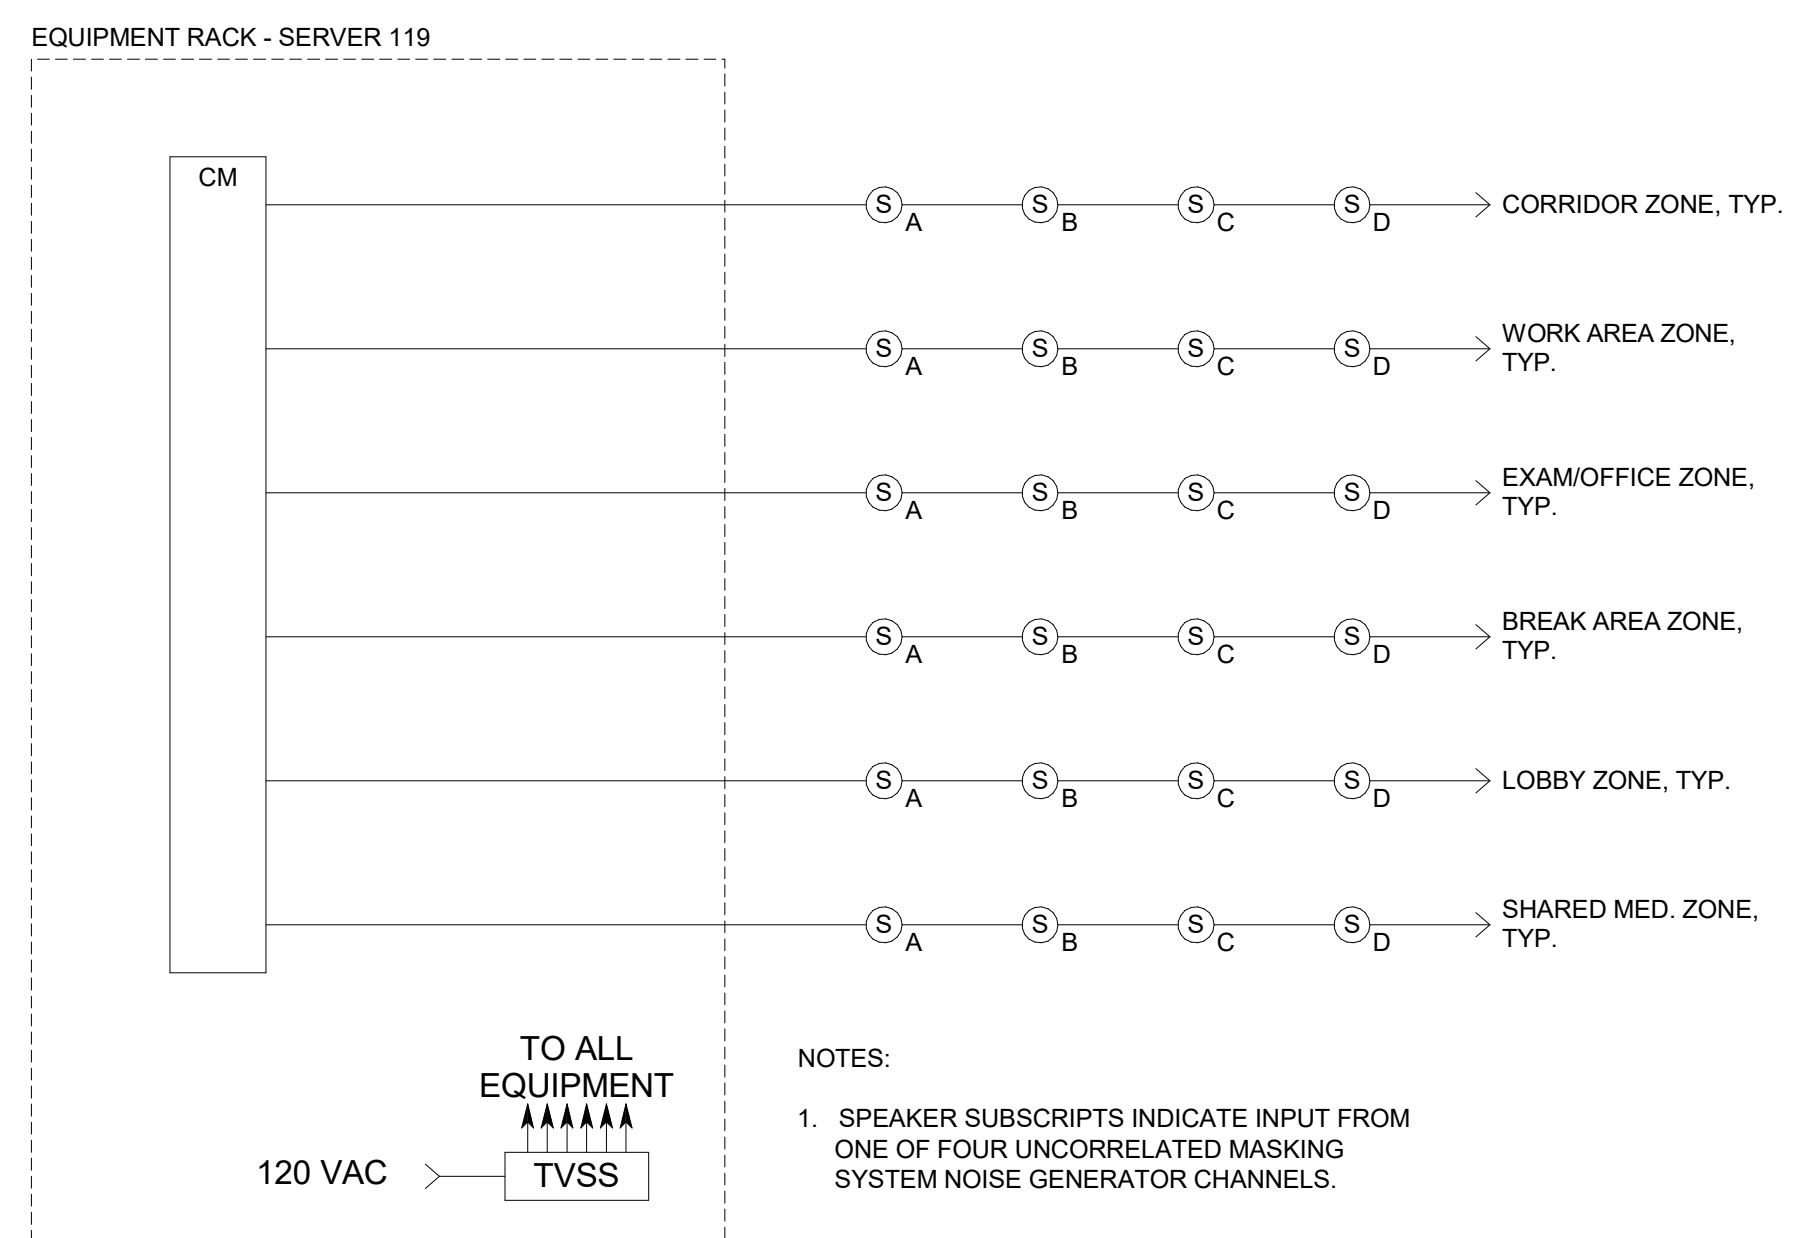 EQUIPMENT RACK - SERVER 119
CM
S A S B S C S D CORRIDOR ZONE, TYP.
S A S B S C S D WORK AREA ZONE,
TYP.
S A S B S C S D EXAM/OFFICE ZONE,
TYP.
S A S B S C S D BREAK AREA ZONE,
TYP.
S A S B S C S D LOBBY ZONE, TYP.
S A S B S C S D SHARED MED. ZONE,
TYP.
TO ALL
EQUIPMENT
120 VAC
TVSS
NOTES:
1. SPEAKER SUBSCRIPTS INDICATE INPUT FROM
ONE OF FOUR UNCORRELATED MASKING
SYSTEM NOISE GENERATOR CHANNELS.